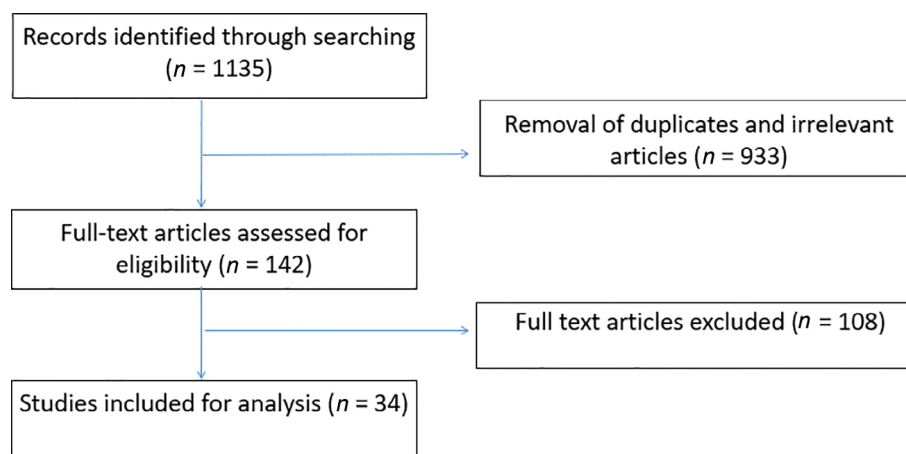 Records identified through searching
(n = 1135)
Removal of duplicates and irrelevant
articles (n = 933)
Full-text articles assessed for
eligibility (n = 142)
Full text articles excluded (n = 108)
Studies included for analysis (n = 34)